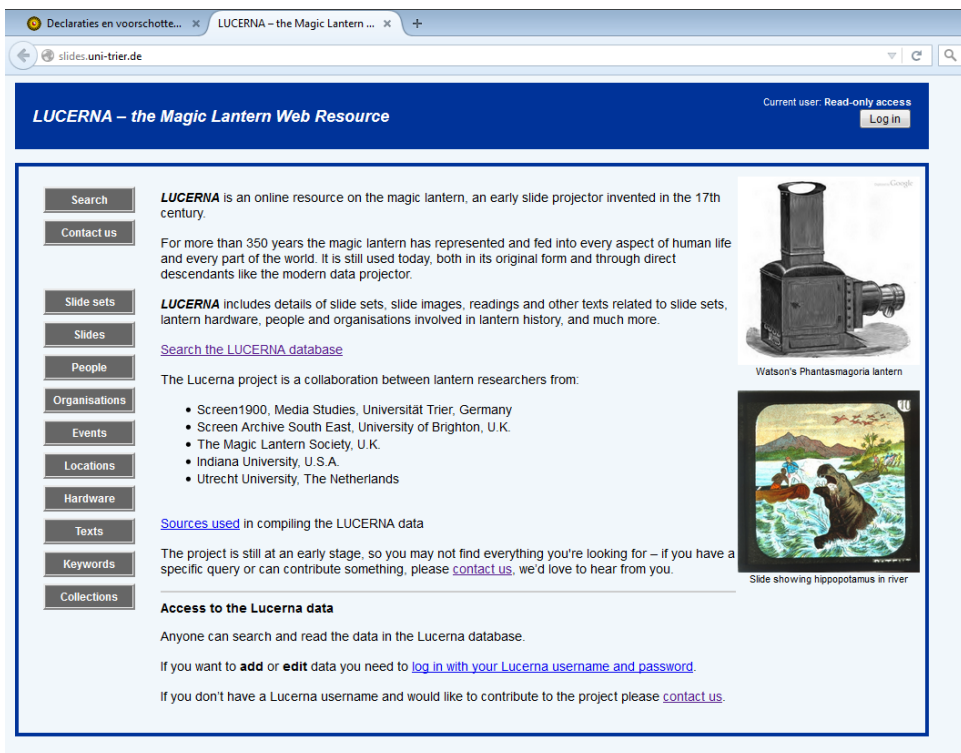 Declaraties en voorschotte...
LUCERNA – the Magic Lantern ...
slides.uni-trier.de
LUCERNA – the Magic Lantern Web Resource
Current user: Read-only access
Log in
Search
Contact us
Slide sets
Slides
People
Organisations
Events
Locations
Hardware
Texts
Keywords
Collections
LUCERNA is an online resource on the magic lantern, an early slide projector invented in the 17th
century.
For more than 350 years the magic lantern has represented and fed into every aspect of human life
and every part of the world. It is still used today, both in its original form and through direct
descendants like the modern data projector.
LUCERNA includes details of slide sets, slide images, readings and other texts related to slide sets,
lantern hardware, people and organisations involved in lantern history, and much more.
Search the LUCERNA database
The Lucerna project is a collaboration between lantern researchers from:
• Screen1900, Media Studies, Universität Trier, Germany
• Screen Archive South East, University of Brighton, U.K.
• The Magic Lantern Society, U.K.
• Indiana University, U.S.A.
• Utrecht University, The Netherlands
Sources used in compiling the LUCERNA data
The project is still at an early stage, so you may not find everything you're looking for – if you have a
specific query or can contribute something, please contact us, we'd love to hear from you.
Access to the Lucerna data
Anyone can search and read the data in the Lucerna database.
If you want to add or edit data you need to log in with your Lucerna username and password.
If you don't have a Lucerna username and would like to contribute to the project please contact us.
Google
Watson's Phantasmagoria lantern
10
Slide showing hippopotamus in river